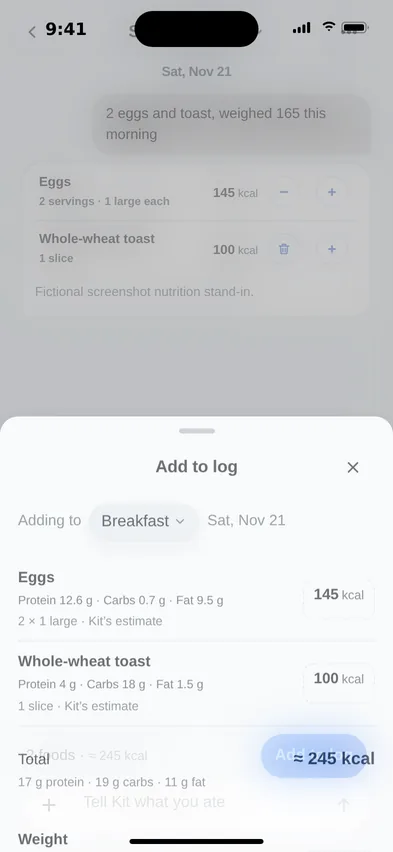 9:41
Sat, Nov 21
2 eggs and toast, weighed 165 this
morning
Eggs
2 servings · 1 large each
145 kcal
Whole-wheat toast
1 slice
100 kcal
Fictional screenshot nutrition stand-in.
Add to log
Adding to Breakfast Sat, Nov 21
Eggs
Protein 12.6 g · Carbs 0.7 g · Fat 9.5 g
2 × 1 large · Kit's estimate
145 kcal
Whole-wheat toast
Protein 4 g · Carbs 18 g · Fat 1.5 g
1 slice · Kit's estimate
100 kcal
2 foods · ≈ 245 kcal
Total
≈ 245 kcal
17 g protein · 19 g carbs · 11 g fat
Tell Kit what you ate
Weight